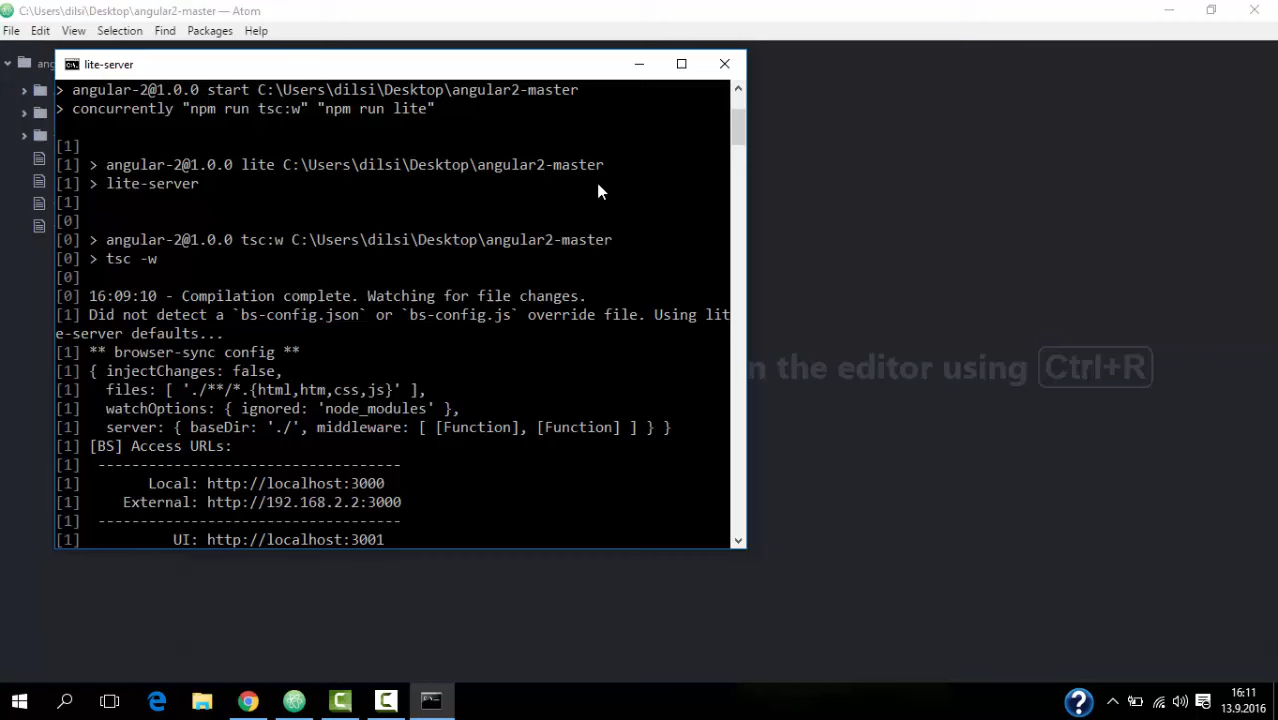 C:\Users\dilsi\Desktop\angular2-master — Atom
File Edit View Selection Find Packages Help
lite-server
> angular-2@1.0.0 start C:\Users\dilsi\Desktop\angular2-master
> concurrently "npm run tsc:w" "npm run lite"
[1]
[1] > angular-2@1.0.0 lite C:\Users\dilsi\Desktop\angular2-master
[1] > lite-server
[1]
[0]
[0] > angular-2@1.0.0 tsc:w C:\Users\dilsi\Desktop\angular2-master
[0] > tsc -w
[0]
[0] 16:09:10 - Compilation complete. Watching for file changes.
[1] Did not detect a `bs-config.json` or `bs-config.js` override file. Using lit
e-server defaults...
[1] ** browser-sync config **
[1] { injectChanges: false,
[1]   files: [ './**/*.{html,htm,css,js}' ],
[1]   watchOptions: { ignored: 'node_modules' },
[1]   server: { baseDir: './', middleware: [ [Function], [Function] ] } }
[1] [BS] Access URLs:
[1]  ------------------------------------
[1]        Local: http://localhost:3000
[1]     External: http://192.168.2.2:3000
[1]  ------------------------------------
[1]           UI: http://localhost:3001
ang
n the editor using Ctrl+R
16:11
13.9.2016